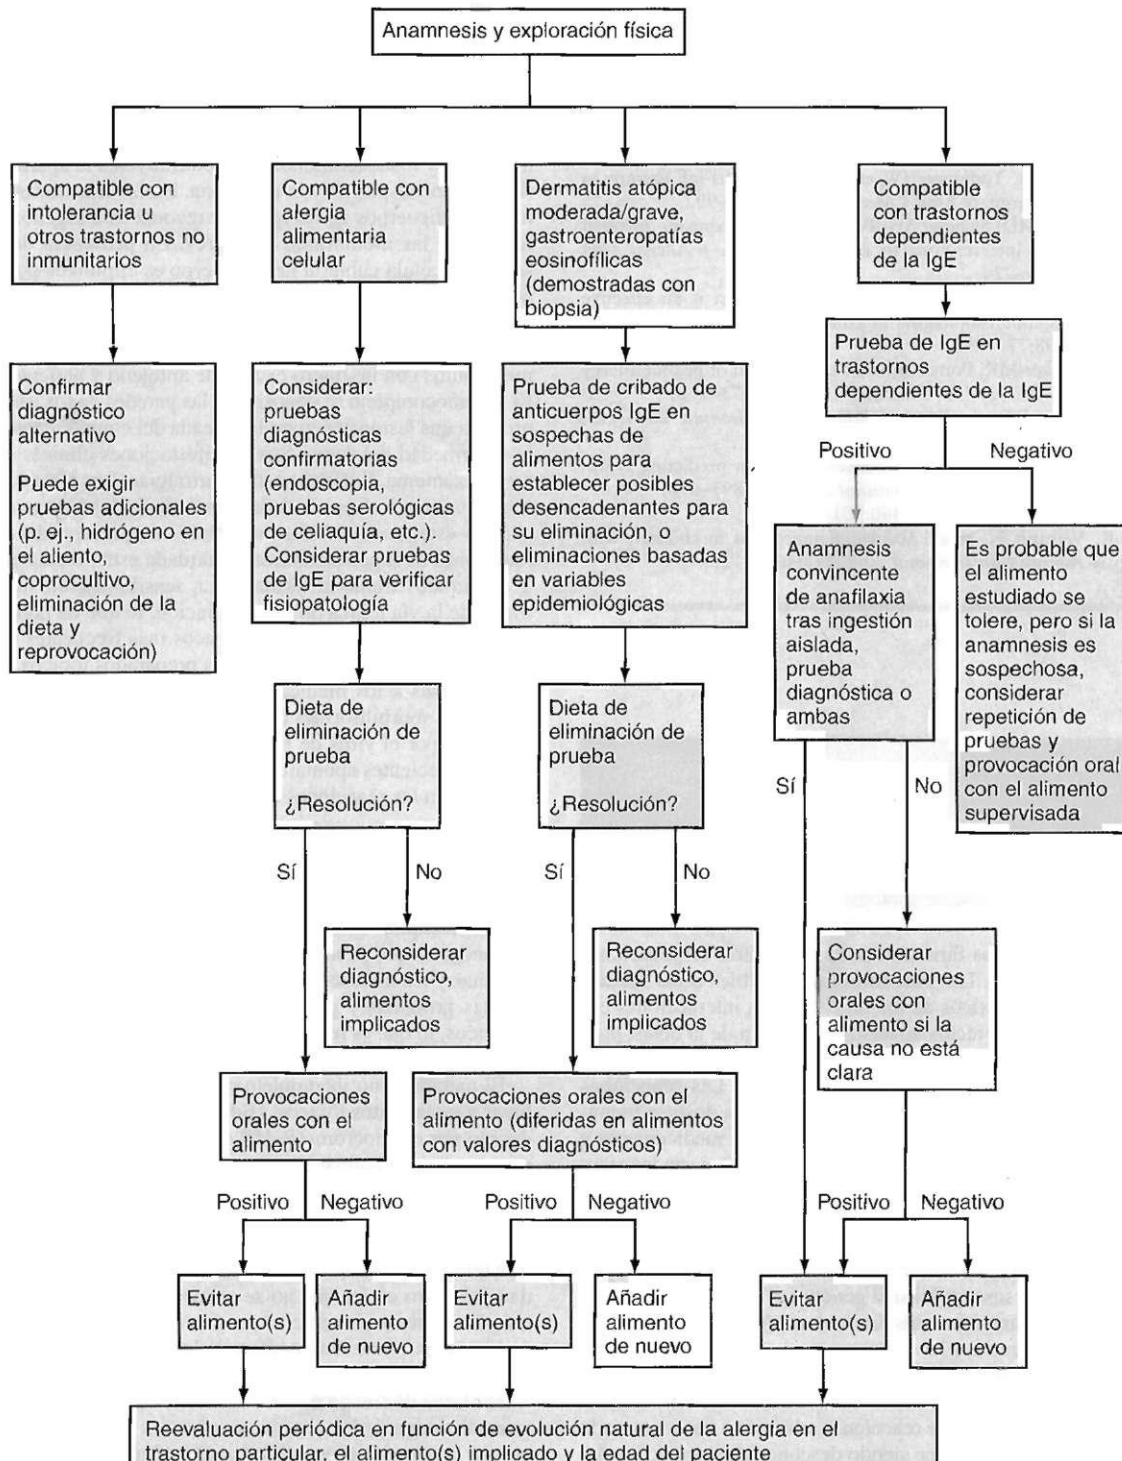 Anamnesis y exploración física
Compatible con
intolerancia u
otros trastornos no
inmunitarios
Compatible con
alergia
alimentaria
celular
Dermatitis atópica
moderada/grave,
gastroenteropatías
eosinofílicas
(demostradas con
biopsia)
Compatible
con trastornos
dependientes
de la IgE
Confirmar
diagnóstico
alternativo
Puede exigir
pruebas adicionales
(p. ej., hidrógeno en
el aliento,
coprocultivo,
eliminación de la
dieta y
reprovocación)
Considerar:
pruebas
diagnósticas
confirmatorias
(endoscopia,
pruebas serológicas
de celiaquía, etc.).
Considerar pruebas
de IgE para verificar
fisiopatología
Prueba de cribado de
anticuerpos IgE en
sospechas de
alimentos para
establecer posibles
desencadenantes para
su eliminación, o
eliminaciones basadas
en variables
epidemiológicas
Prueba de IgE en
trastornos
dependientes de la IgE
Positivo
Negativo
Anamnesis
convincente
de anafilaxia
tras ingestión
aislada,
prueba
diagnóstica o
ambas
Es probable que
el alimento
estudiado se
tolere, pero si la
anamnesis es
sospechosa,
considerar
repetición de
pruebas y
provocación oral
con el alimento
supervisada
Dieta de
eliminación de
prueba
¿Resolución?
Dieta de
eliminación de
prueba
¿Resolución?
Sí
No
Sí
No
Sí
No
Reconsiderar
diagnóstico,
alimentos
implicados
Reconsiderar
diagnóstico,
alimentos
implicados
Considerar
provocaciones
orales con
alimento si la
causa no está
clara
Provocaciones
orales con el
alimento
Provocaciones orales con el
alimento (diferidas en alimentos
con valores diagnósticos)
Positivo
Negativo
Positivo
Negativo
Positivo
Negativo
Evitar
alimento(s)
Añadir
alimento
de nuevo
Evitar
alimento(s)
Añadir
alimento
de nuevo
Evitar
alimento(s)
Añadir
alimento
de nuevo
Reevaluación periódica en función de evolución natural de la alergia en el
trastorno particular, el alimento(s) implicado y la edad del paciente